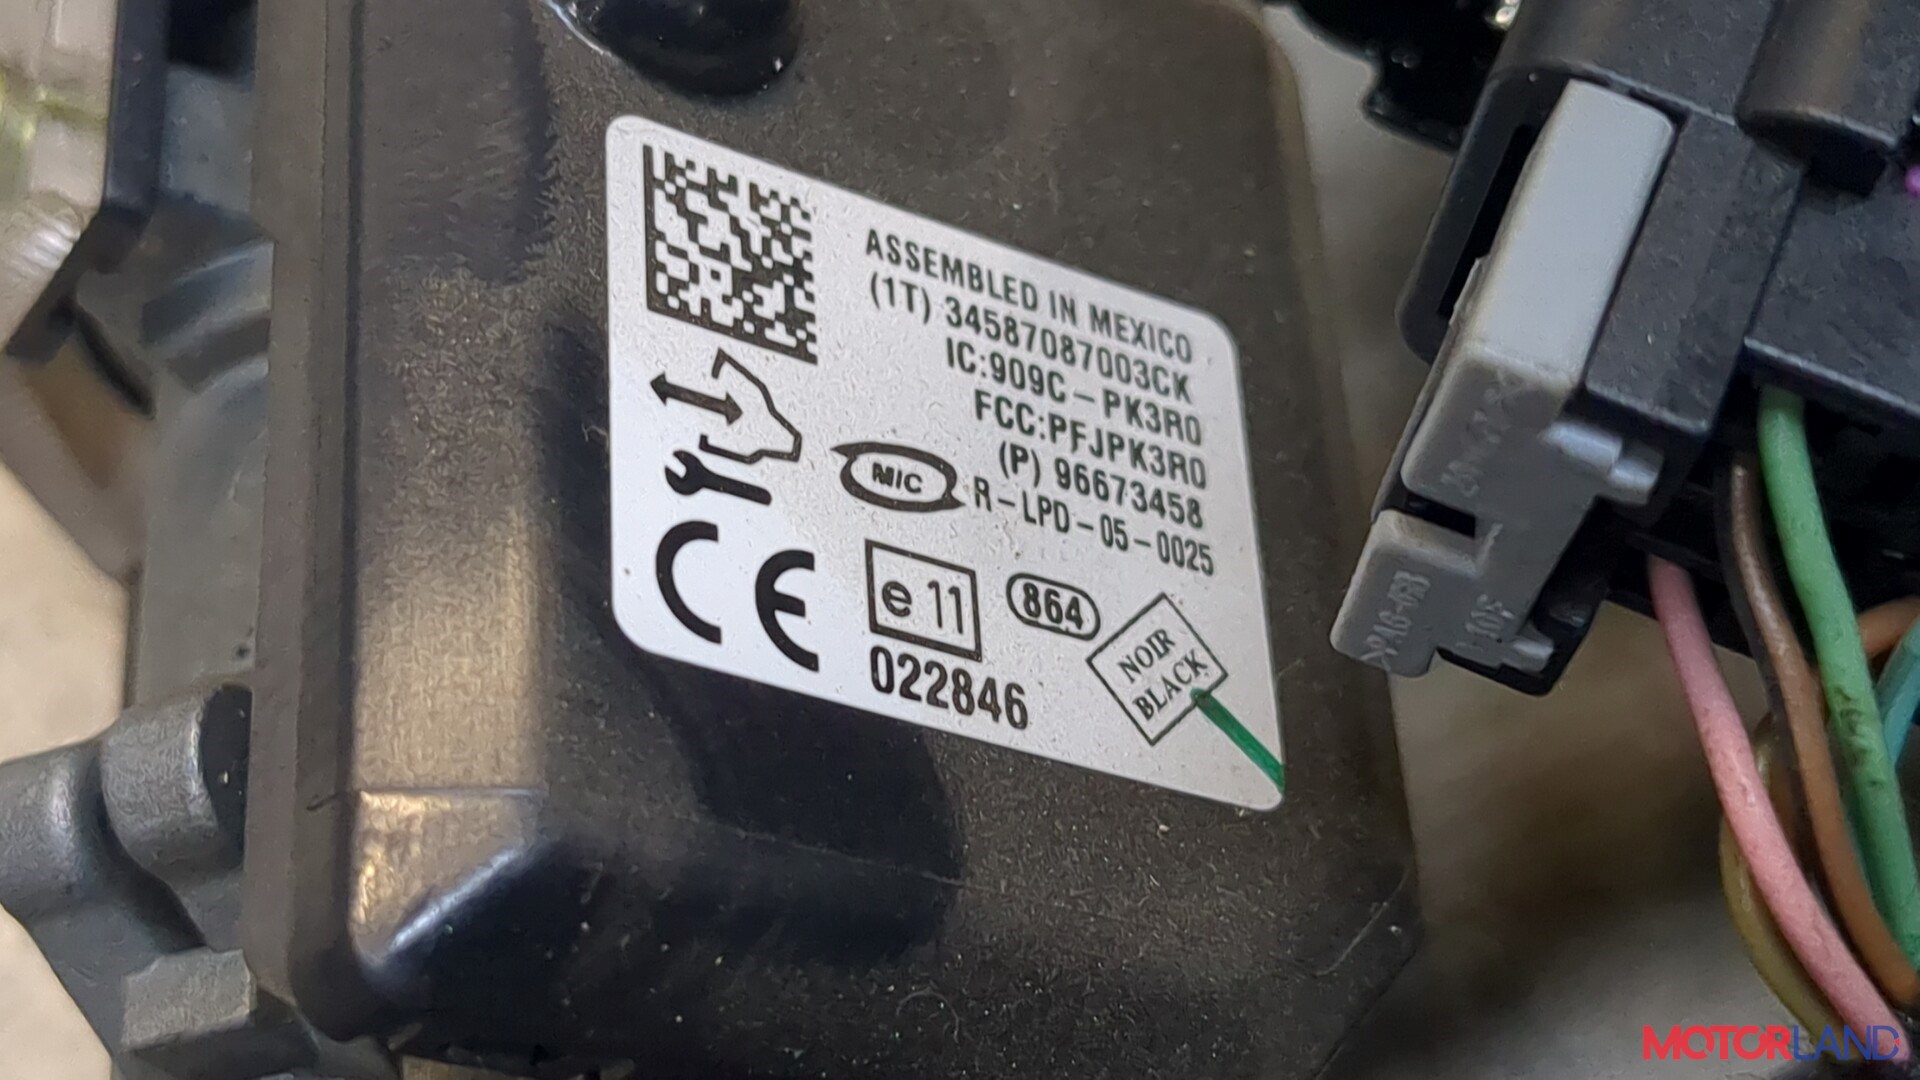 ASSEMBLED IN MEXICO
(1T) 34587087003CK
IC:909C-PK3R0
FCC:PFJPK3R0
(P) 96673458
MIC R-LPD-05-0025
CE e 11 864
022846
NOIR
BLACK
MOTORLAND